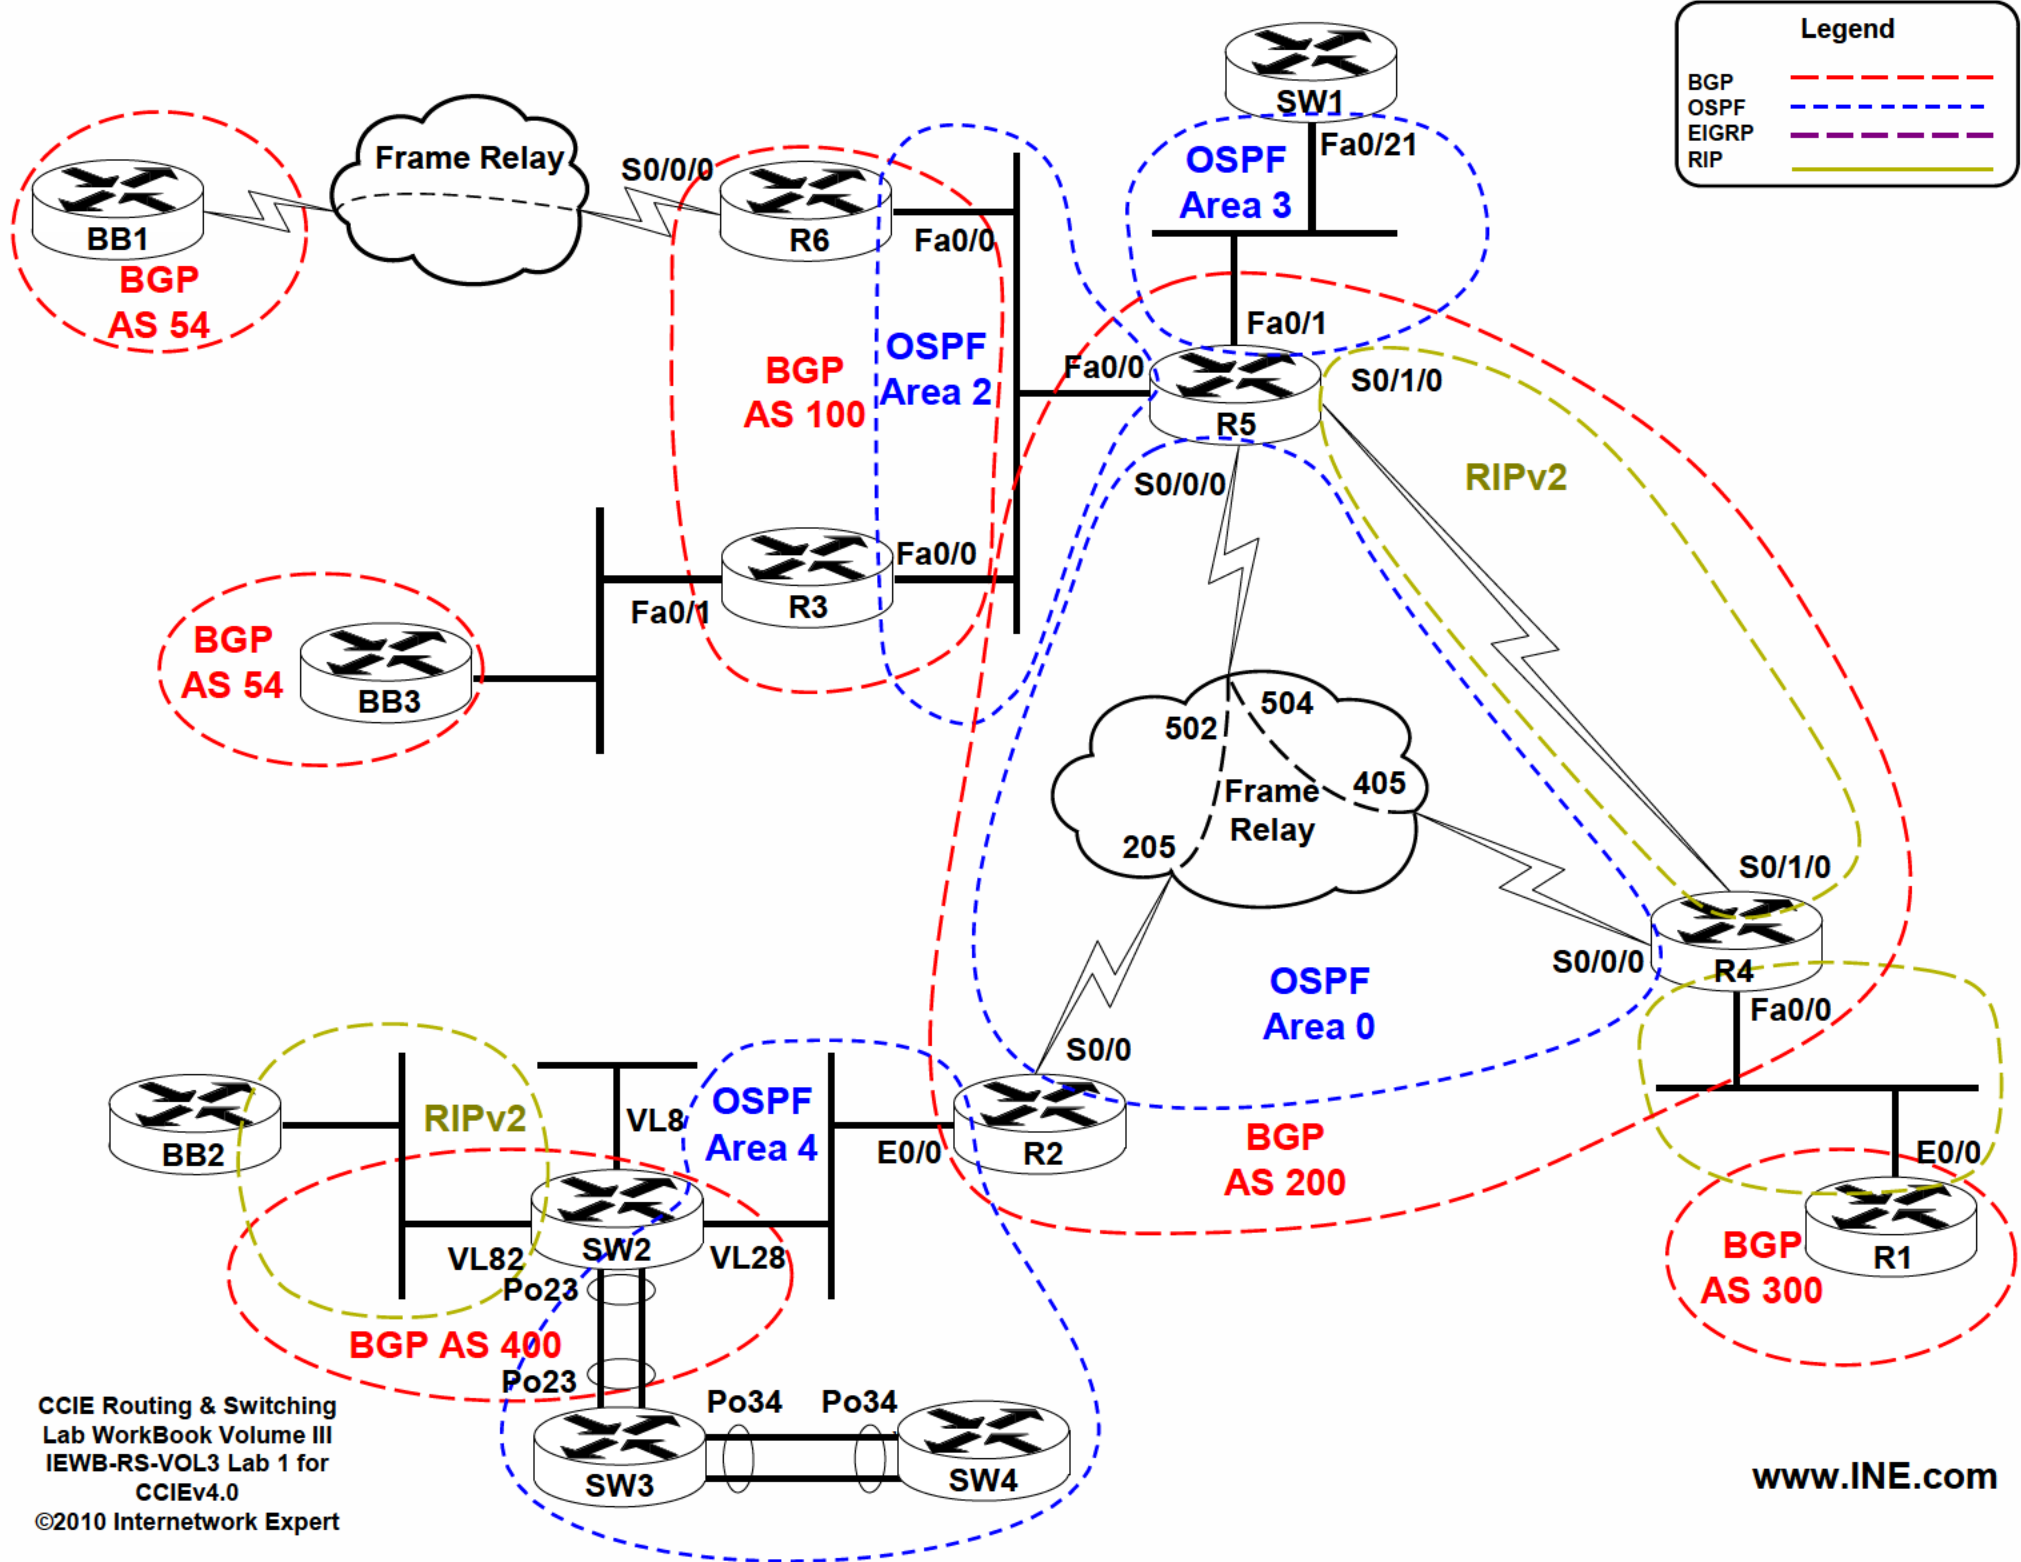 Legend
BGP
OSPF
EIGRP
RIP
SW1
Fa0/21
OSPF
Area 3
Frame Relay
S0/0/0
BB1
BGP
AS 54
R6
Fa0/0
Fa0/1
OSPF
Area 2
BGP
AS 100
Fa0/0
R5
S0/1/0
S0/0/0
RIPv2
Fa0/0
R3
Fa0/1
BGP
AS 54
BB3
502
504
405
Frame
Relay
205
S0/1/0
S0/0/0
R4
Fa0/0
OSPF
Area 0
S0/0
E0/0
R2
BGP
AS 200
E0/0
R1
BGP
AS 300
BB2
RIPv2
VL8
OSPF
Area 4
SW2
VL82
VL28
Po23
BGP AS 400
Po23
Po34
Po34
SW3
SW4
CCIE Routing & Switching
Lab WorkBook Volume III
IEWB-RS-VOL3 Lab 1 for
CCIEv4.0
©2010 Internetwork Expert
www.INE.com